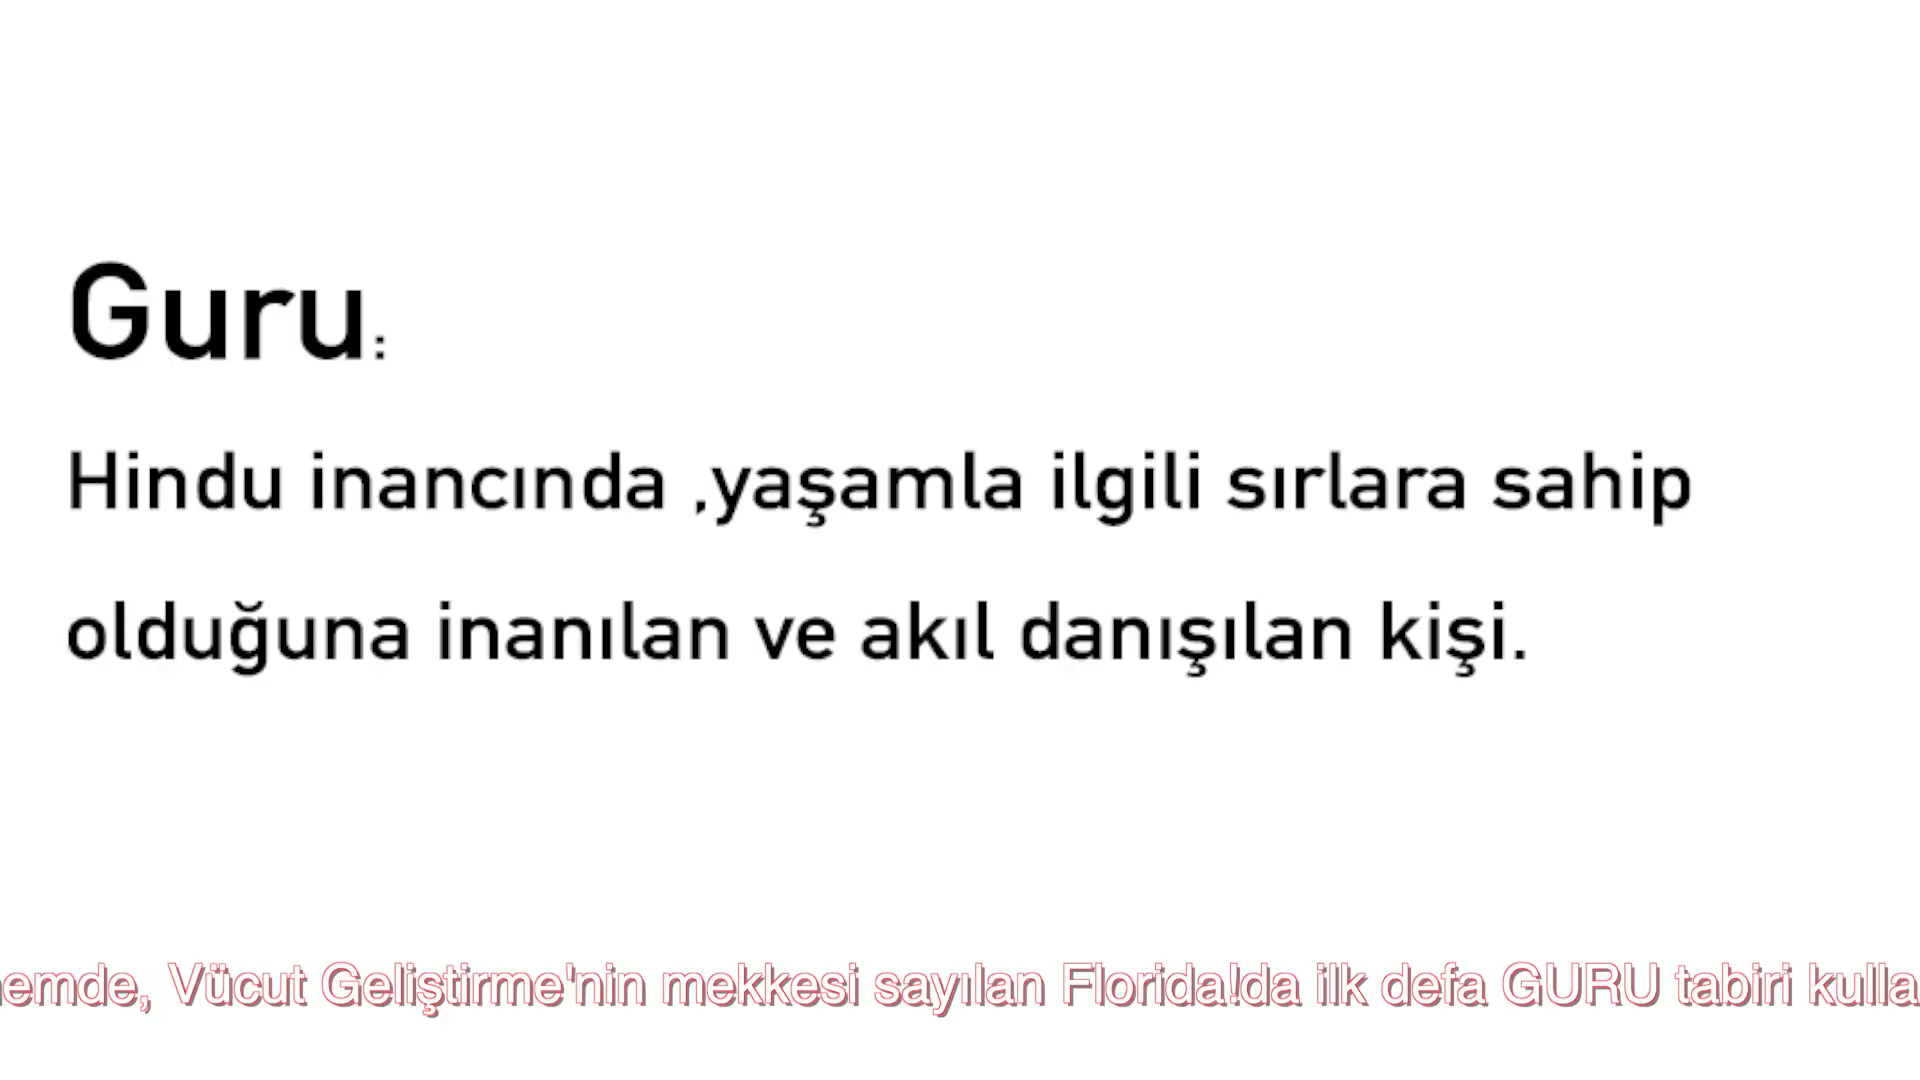 Guru:
Hindu inancında ,yaşamla ilgili sırlara sahip
olduğuna inanılan ve akıl danışılan kişi.
nemde, Vücut Geliştirme'nin mekkesi sayılan Florida!da ilk defa GURU tabiri kulla